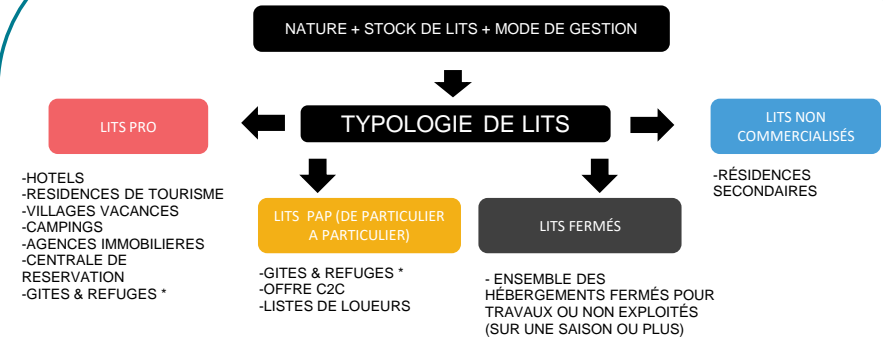 NATURE + STOCK DE LITS + MODE DE GESTION
TYPOLOGIE DE LITS
LITS PRO
-HOTELS
-RESIDENCES DE TOURISME
-VILLAGES VACANCES
-CAMPINGS
-AGENCES IMMOBILIERES
-CENTRALE DE
RESERVATION
-GITES & REFUGES *
LITS PAP (DE PARTICULIER
A PARTICULIER)
-GITES & REFUGES *
-OFFRE C2C
-LISTES DE LOUEURS
LITS FERMÉS
- ENSEMBLE DES
HÉBERGEMENTS FERMÉS POUR
TRAVAUX OU NON EXPLOITÉS
(SUR UNE SAISON OU PLUS)
LITS NON
COMMERCIALISÉS
-RÉSIDENCES
SECONDAIRES